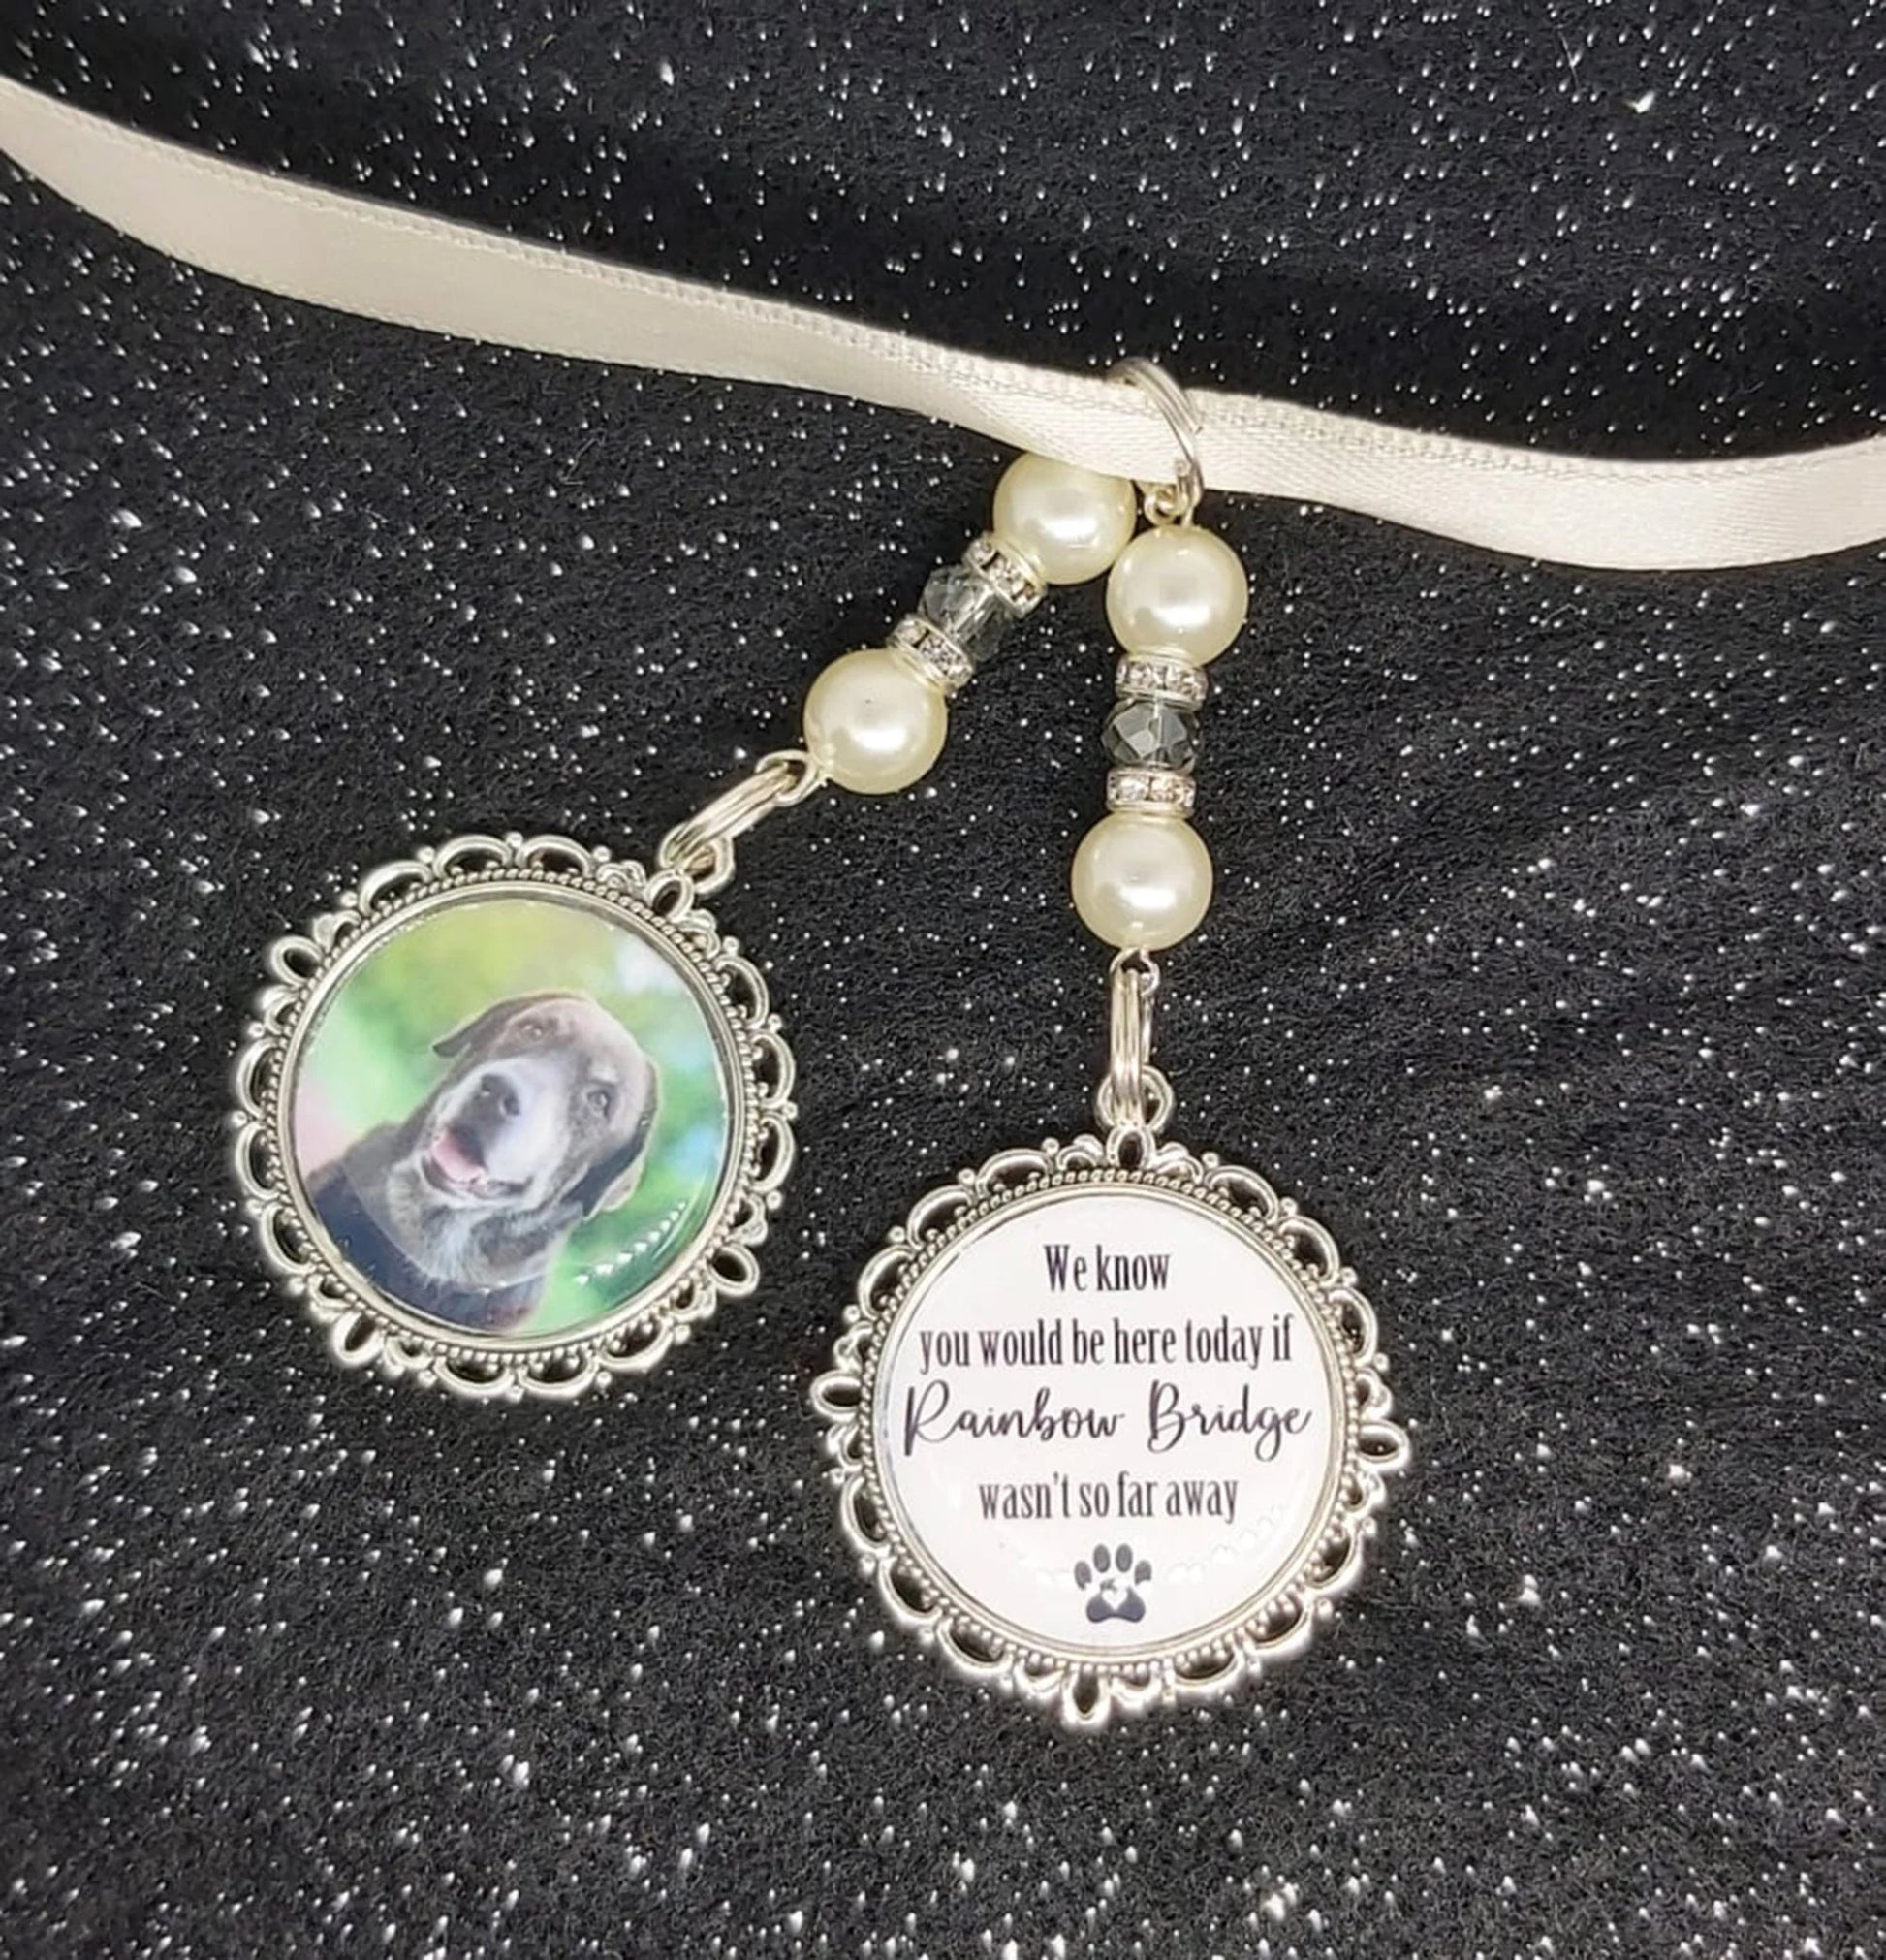 We know
you would be here today if
Rainbow Bridge
wasn't so far away